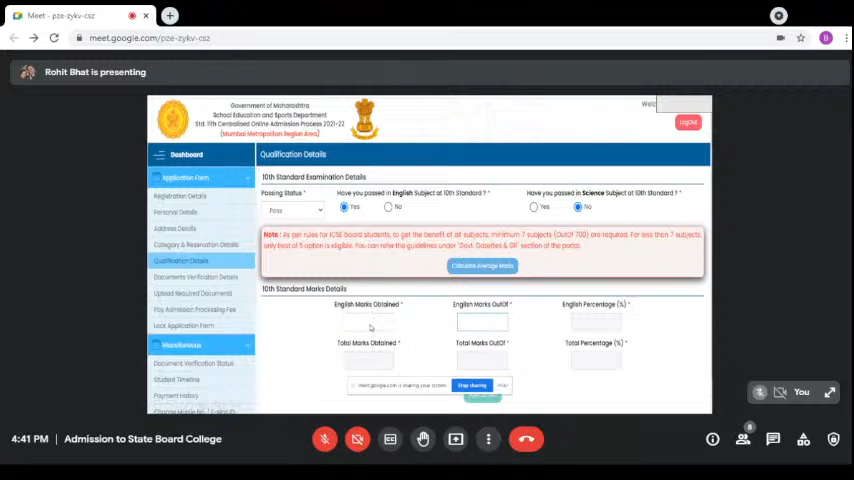 Meet - pze-zykv-csz
meet.google.com/pze-zykv-csz
B
Rohit Bhat is presenting
Government of Maharashtra
School Education and Sports Department
Std. 11th Centralised Online Admission Process 2021-22
(Mumbai Metropolitan Region Area)
Welc
LogOut
Dashboard
Qualification Details
Application Form
Registration Details
Personal Details
Address Details
Category & Reservation Details
Qualification Details
Documents Verification Details
Upload Required Documents
Pay Admission Processing Fee
Lock Application Form
Miscellaneous
Document Verification Status
Student Timeline
Payment History
Change Mobile No. / E-Mail ID
10th Standard Examination Details
Passing Status * Have you passed in English Subject at 10th Standard ? * Have you passed in Science Subject at 10th Standard ? *
Pass Yes No Yes No
Note : As per rules for ICSE board students, to get the benefit of all subjects, minimum 7 subjects (OutOf 700) are required. For less than 7 subjects,
only best of 5 option is eligible. You can refer the guidelines under 'Govt. Gazettes & GR' section of the portal.
Calculate Average Marks
10th Standard Marks Details
English Marks Obtained * English Marks OutOf * English Percentage (%) *
Total Marks Obtained * Total Marks OutOf * Total Percentage (%) *
meet.google.com is sharing your screen. Stop sharing Hide
You
4:41 PM Admission to State Board College
8